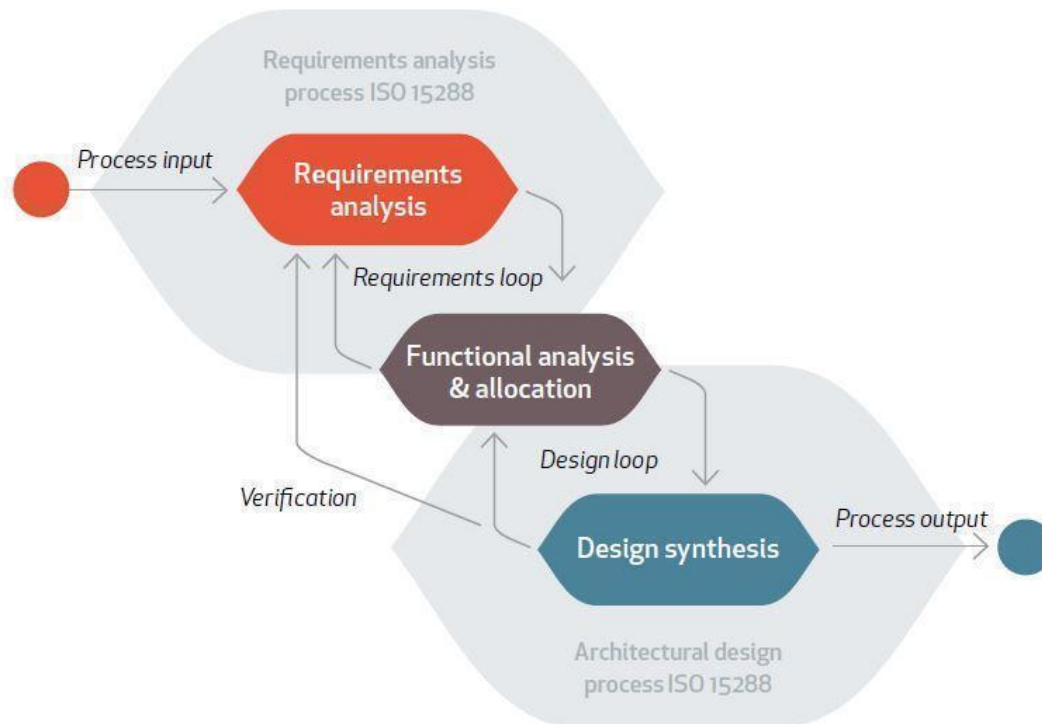 Requirements analysis
process ISO 15288
Process input
Requirements
analysis
Requirements loop
Functional analysis
& allocation
Design loop
Verification
Process output
Design synthesis
Architectural design
process ISO 15288